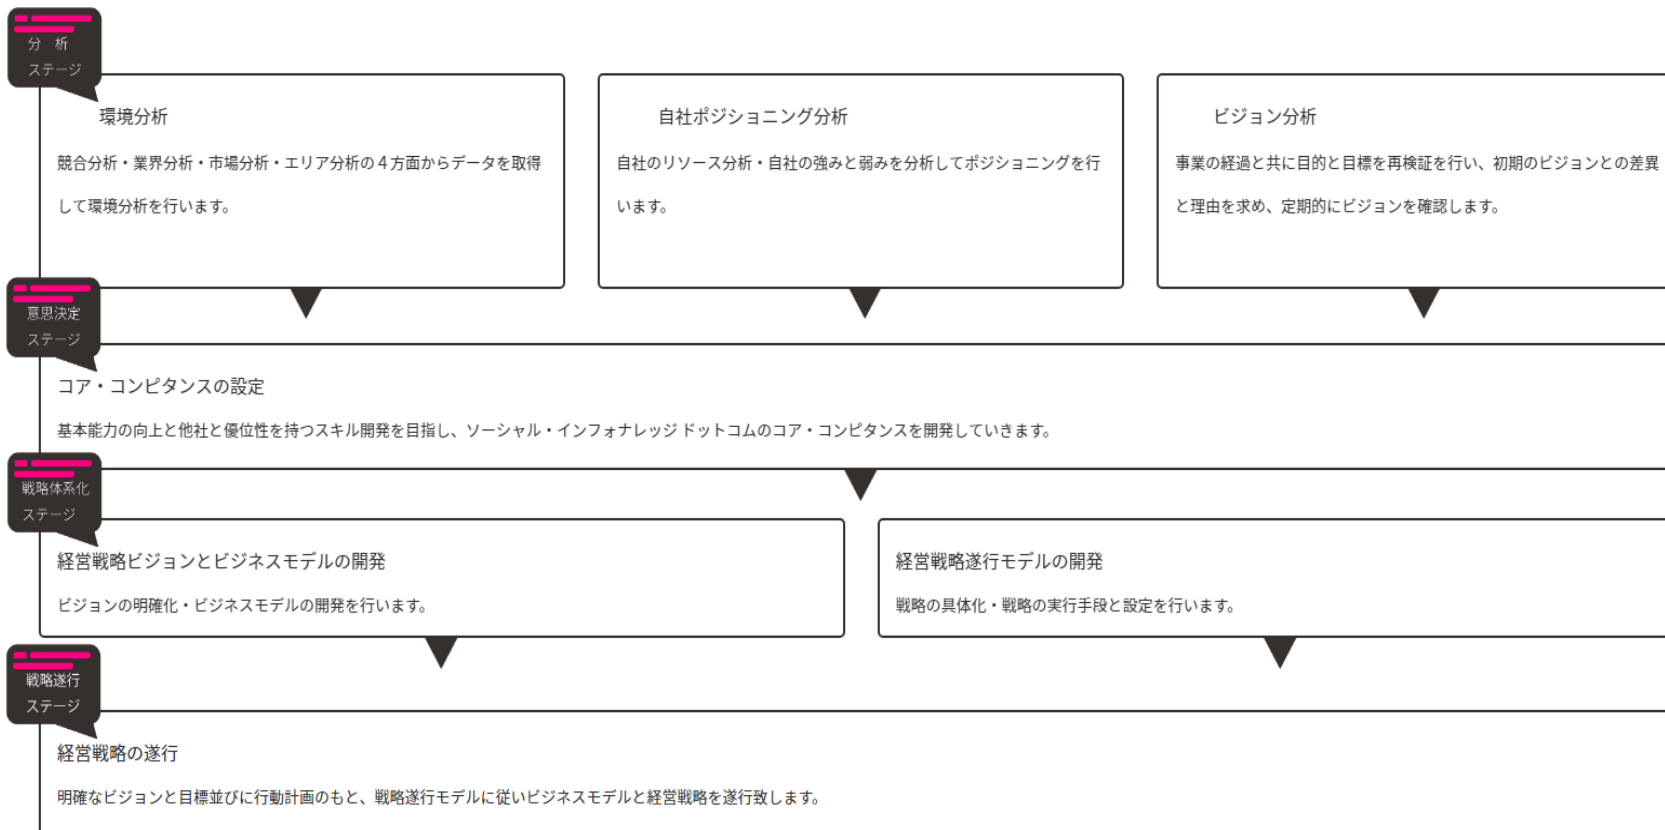 分　析
ステージ
環境分析
競合分析・業界分析・市場分析・エリア分析の４方面からデータを取得
して環境分析を行います。
自社ポジショニング分析
自社のリソース分析・自社の強みと弱みを分析してポジショニングを行
います。
ビジョン分析
事業の経過と共に目的と目標を再検証を行い、初期のビジョンとの差異
と理由を求め、定期的にビジョンを確認します。
意思決定
ステージ
コア・コンピタンスの設定
基本能力の向上と他社と優位性を持つスキル開発を目指し、ソーシャル・インフォナレッジ ドットコムのコア・コンピタンスを開発していきます。
戦略体系化
ステージ
経営戦略ビジョンとビジネスモデルの開発
ビジョンの明確化・ビジネスモデルの開発を行います。
経営戦略遂行モデルの開発
戦略の具体化・戦略の実行手段と設定を行います。
戦略遂行
ステージ
経営戦略の遂行
明確なビジョンと目標並びに行動計画のもと、戦略遂行モデルに従いビジネスモデルと経営戦略を遂行致します。